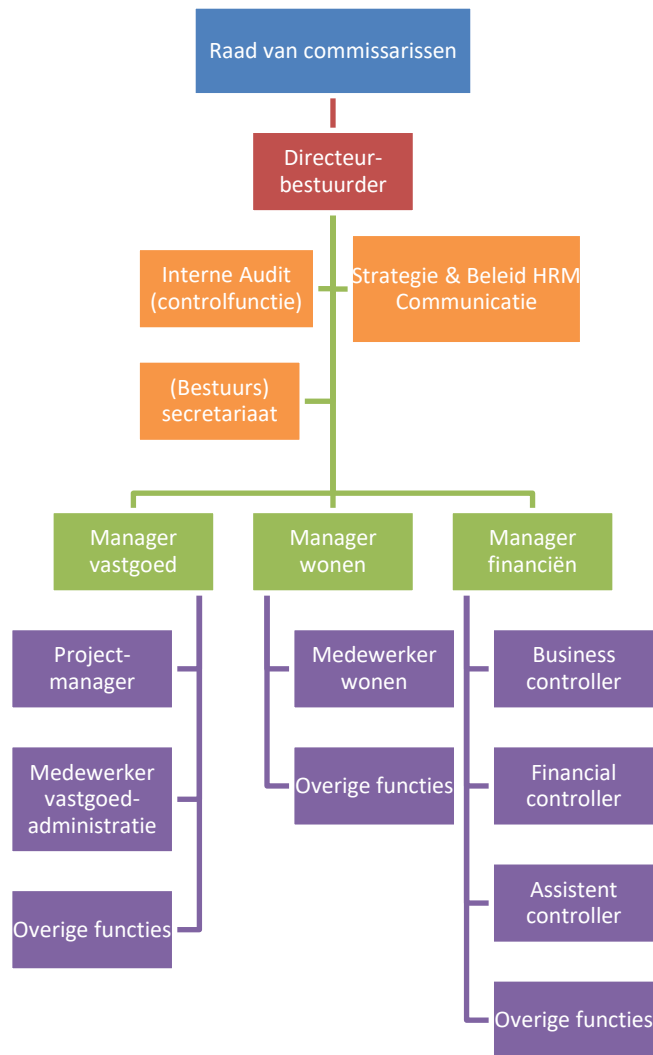 Raad van commissarissen
Directeur-
bestuurder
Interne Audit
(controlfunctie)
Strategie & Beleid HRM
Communicatie
(Bestuurs)
secretariaat
Manager
vastgoed
Manager
wonen
Manager
financiën
Project-
manager
Medewerker
wonen
Business
controller
Medewerker
vastgoed-
administratie
Overige functies
Financial
controller
Overige functies
Assistent
controller
Overige functies